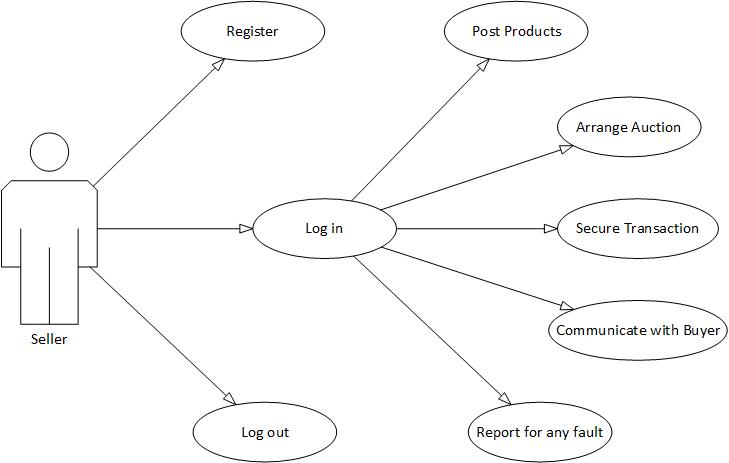 Register
Post Products
Arrange Auction
Log in
Secure Transaction
Communicate with Buyer
Seller
Log out
Report for any fault